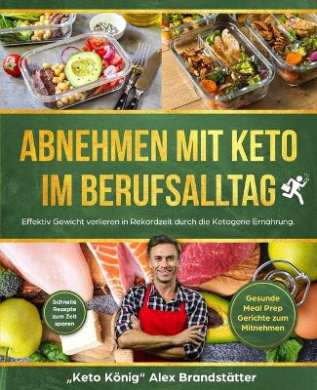 ABNEHMEN MIT KETO
IM BERUFSALLTAG
Effektiv Gewicht verlieren in Rekordzeit durch die Ketogene Ernährung.
Schnelle
Rezepte
zum Zeit
sparen
Gesunde
Meal Prep
Gerichte zum
Mitnehmen
„Keto König” Alex Brandstätter